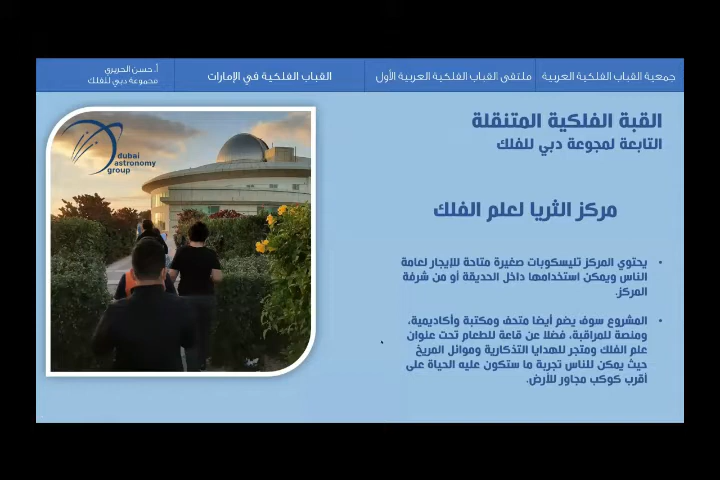 جمعية القباب الفلكية العربية
ملتقى القباب الفلكية العربية الأول
القباب الفلكية في الإمارات
أ. حسن الحريري
مجموعة دبي للفلك
القبة الفلكية المتنقلة
التابعة لمجوعة دبي للفلك
dubai
astronomy
group
مركز الثريا لعلم الفلك
• يحتوي المركز تليسكوبات صغيرة متاحة للإيجار لعامة
الناس ويمكن استخدامها داخل الحديقة أو من شرفة
المركز.
• المشروع سوف يضم أيضا متحف ومكتبة وأكاديمية،
ومنصة للمراقبة، فضلا عن قاعة للطعام تحت عنوان
علم الفلك ومتجر للهدايا التذكارية وموائل المريخ
حيث يمكن للناس تجربة ما ستكون عليه الحياة على
أقرب كوكب مجاور للأرض.